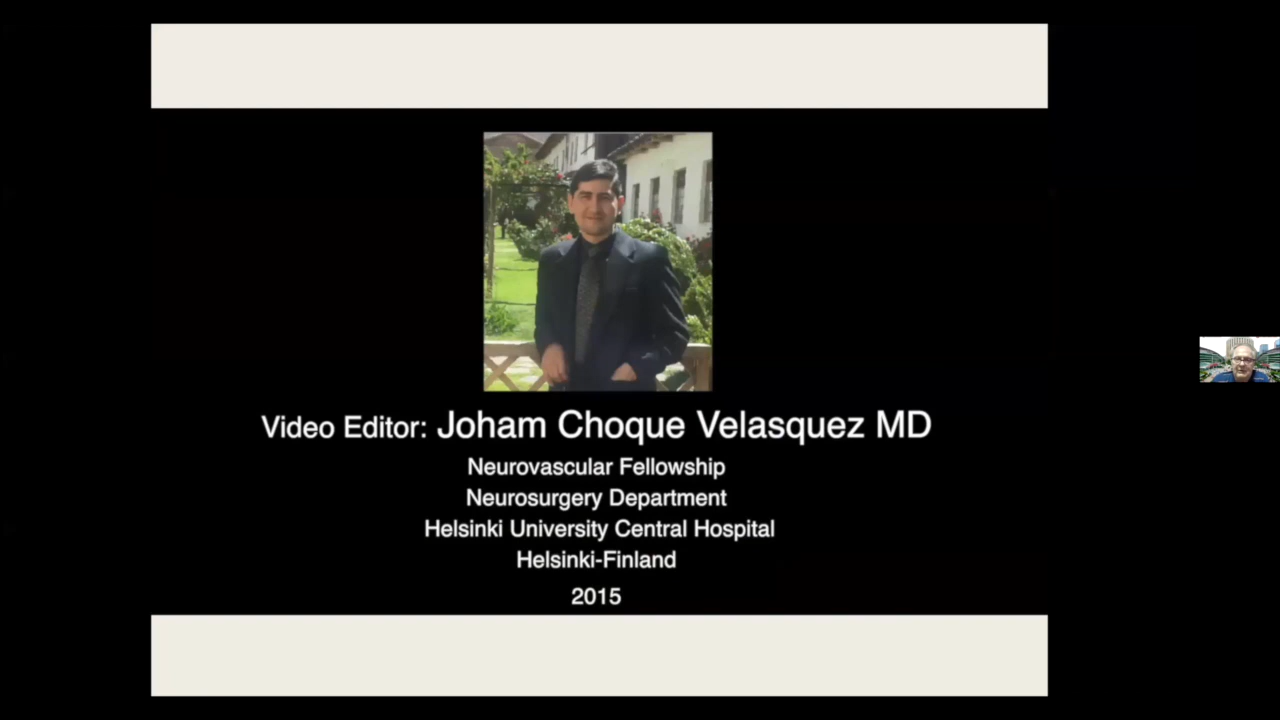 Video Editor: Joham Choque Velasquez MD
Neurovascular Fellowship
Neurosurgery Department
Helsinki University Central Hospital
Helsinki-Finland
2015